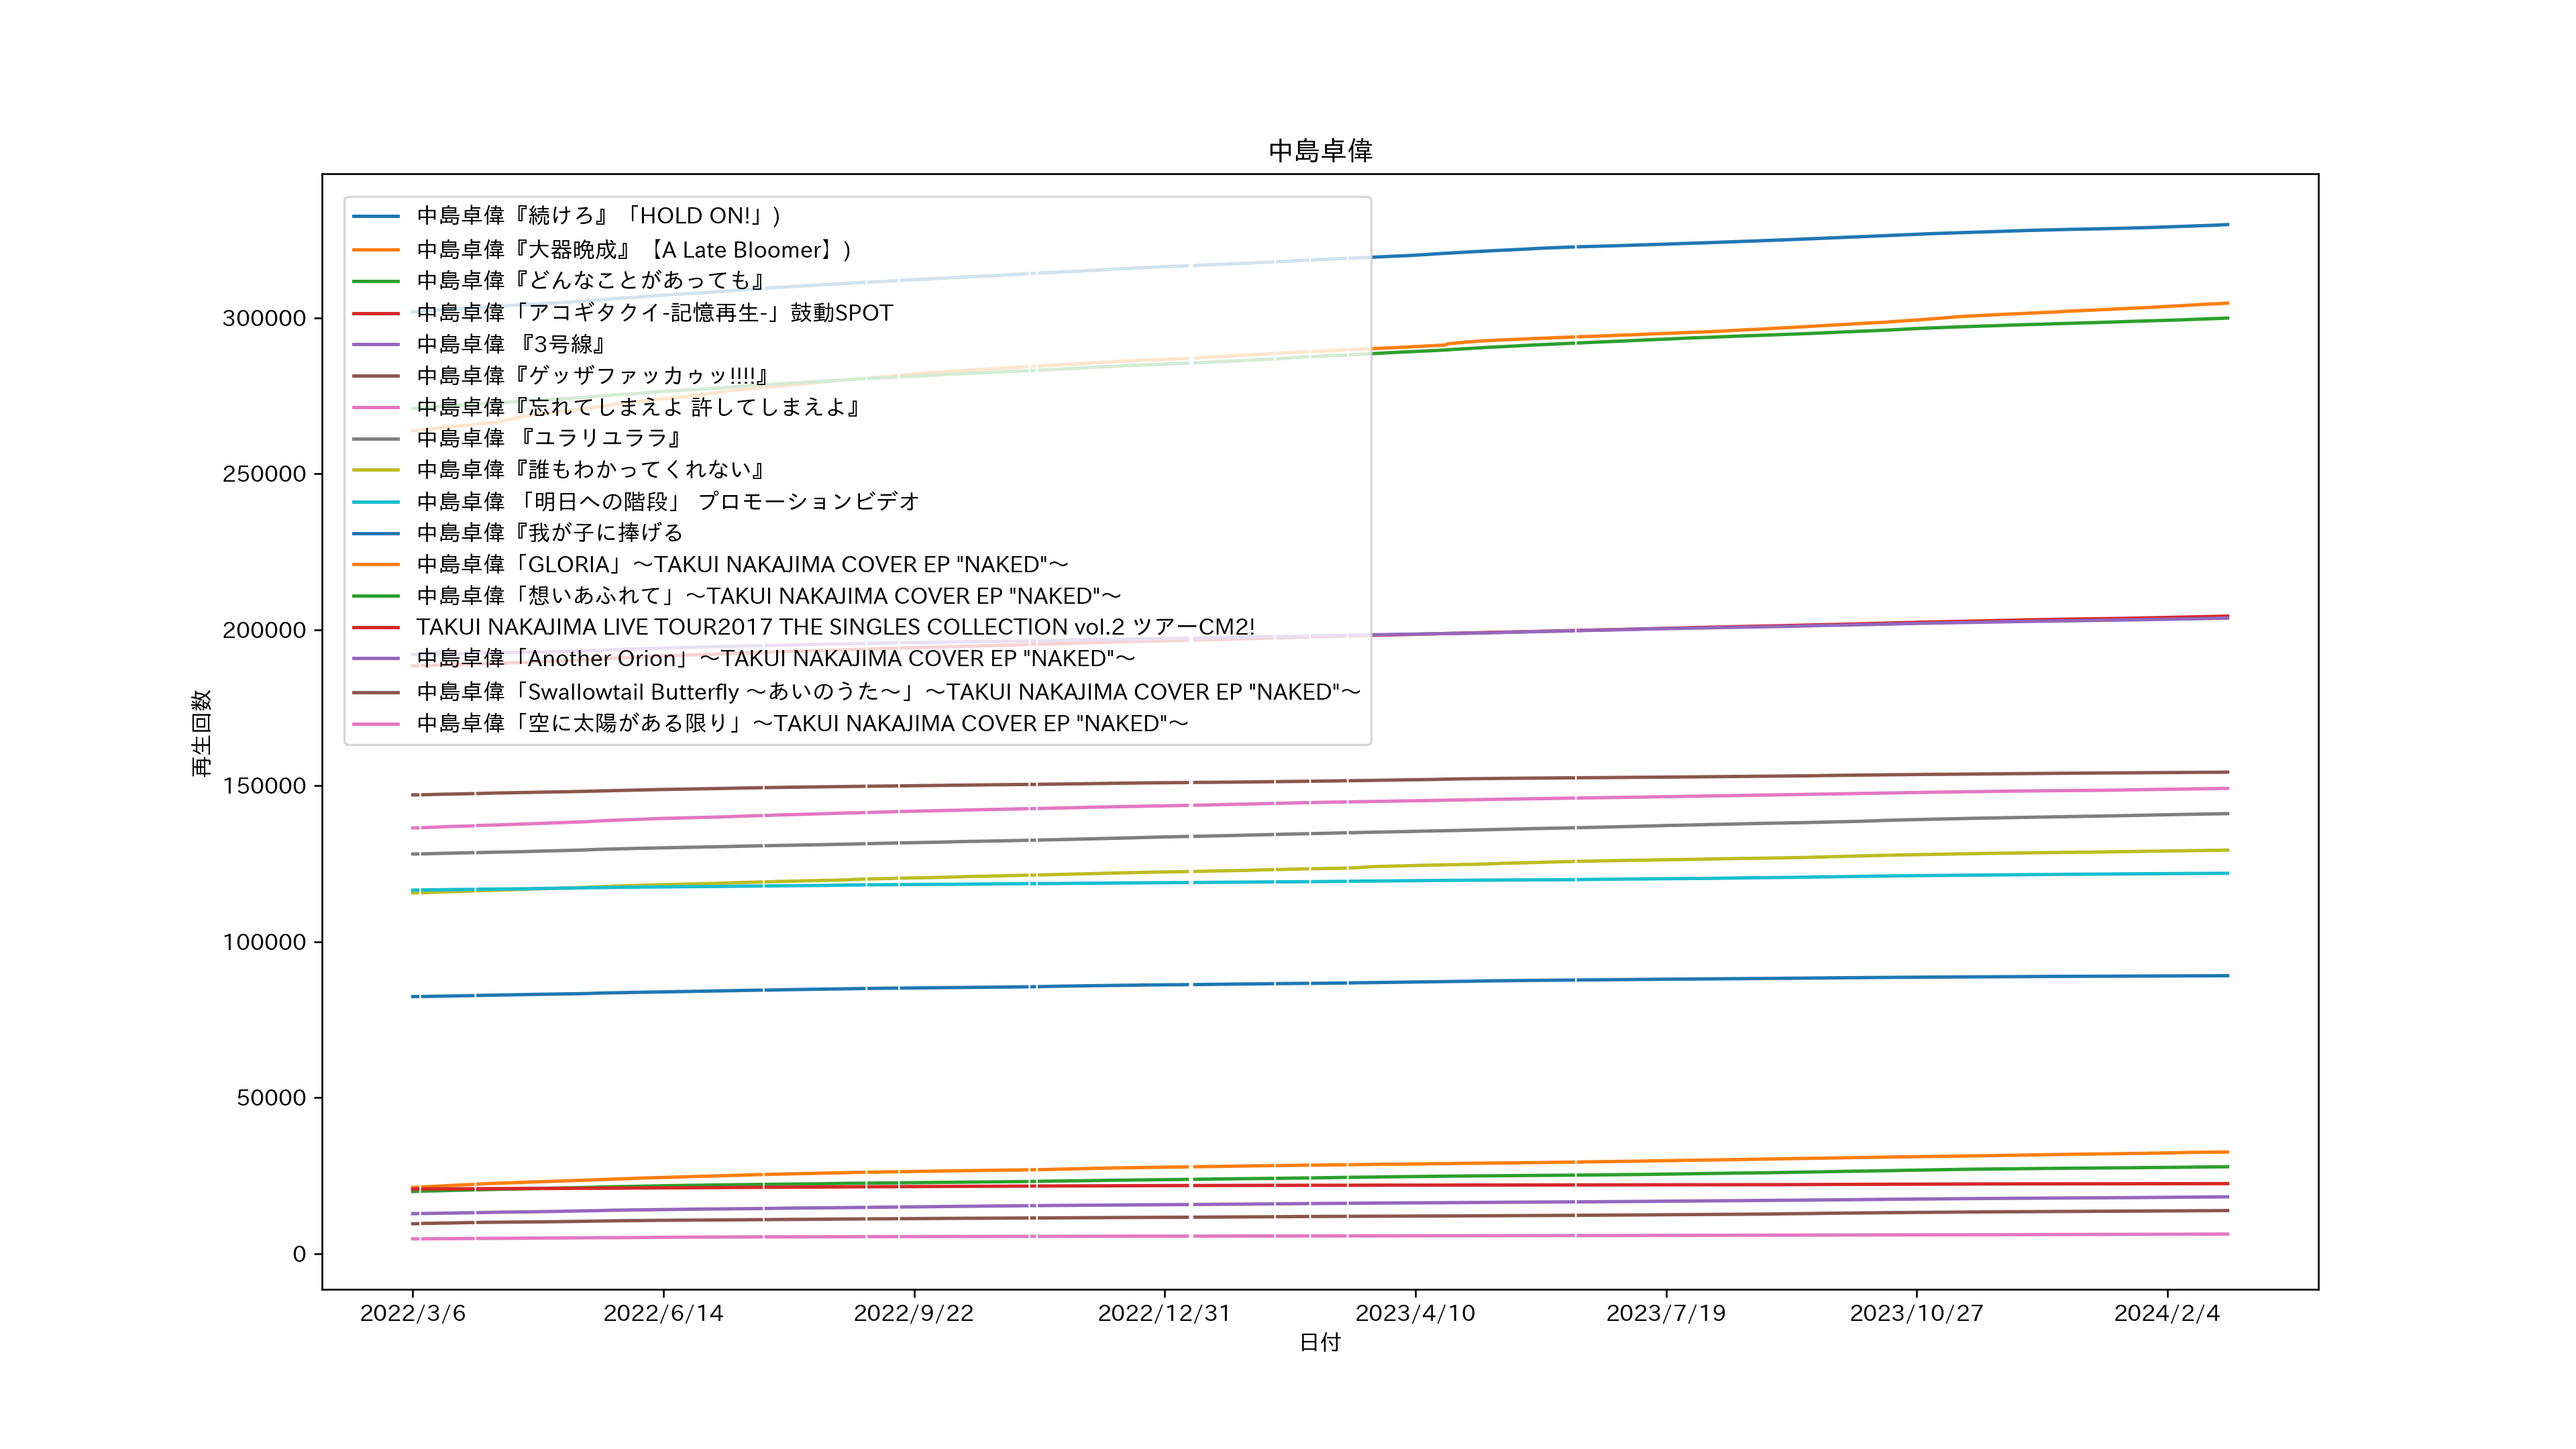 中島卓偉
中島卓偉『続けろ』「HOLD ON!」)
中島卓偉『大器晩成』【A Late Bloomer】)
中島卓偉『どんなことがあっても』
中島卓偉「アコギタクイ-記憶再生-」鼓動SPOT
中島卓偉 『3号線』
中島卓偉『ゲッザファッカゥッ!!!!』
中島卓偉『忘れてしまえよ 許してしまえよ』
中島卓偉 『ユラリユララ』
中島卓偉『誰もわかってくれない』
中島卓偉 「明日への階段」 プロモーションビデオ
中島卓偉『我が子に捧げる
中島卓偉「GLORIA」～TAKUI NAKAJIMA COVER EP "NAKED"～
中島卓偉「想いあふれて」～TAKUI NAKAJIMA COVER EP "NAKED"～
TAKUI NAKAJIMA LIVE TOUR2017 THE SINGLES COLLECTION vol.2 ツアーCM2!
中島卓偉「Another Orion」～TAKUI NAKAJIMA COVER EP "NAKED"～
中島卓偉「Swallowtail Butterfly ～あいのうた～」～TAKUI NAKAJIMA COVER EP "NAKED"～
中島卓偉「空に太陽がある限り」～TAKUI NAKAJIMA COVER EP "NAKED"～
300000
250000
200000
150000
100000
50000
0
再生回数
2022/3/6 2022/6/14 2022/9/22 2022/12/31 2023/4/10 2023/7/19 2023/10/27 2024/2/4
日付